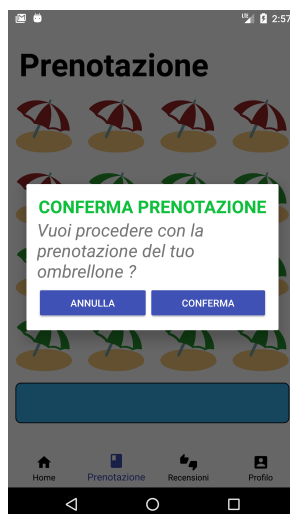 LTE 2:57
Prenotazione
CONFERMA PRENOTAZIONE
Vuoi procedere con la
prenotazione del tuo
ombrellone ?
ANNULLA CONFERMA
Home Prenotazione Recensioni Profilo